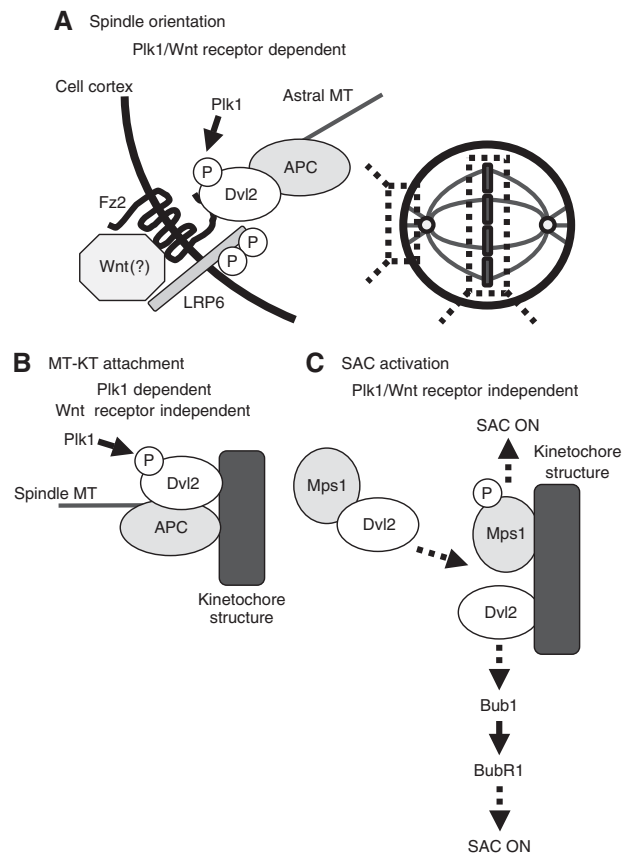 A Spindle orientation
Plk1/Wnt receptor dependent
Cell cortex
Astral MT
Plk1
P
APC
Dvl2
Fz2
P
Wnt(?)
P
LRP6
B MT-KT attachment
Plk1 dependent
Wnt receptor independent
Plk1
P
Dvl2
Spindle MT
APC
Kinetochore
structure
C SAC activation
Plk1/Wnt receptor independent
SAC ON
Kinetochore
structure
Mps1
P
Dvl2
Mps1
Dvl2
Bub1
BubR1
SAC ON